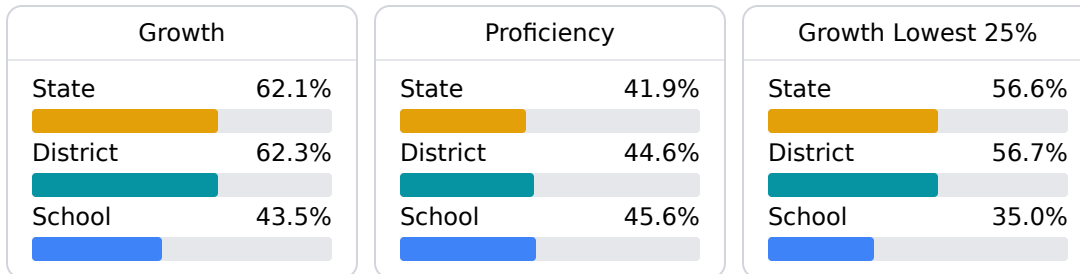 Growth
State 62.1%
District 62.3%
School 43.5%
Proficiency
State 41.9%
District 44.6%
School 45.6%
Growth Lowest 25%
State 56.6%
District 56.7%
School 35.0%